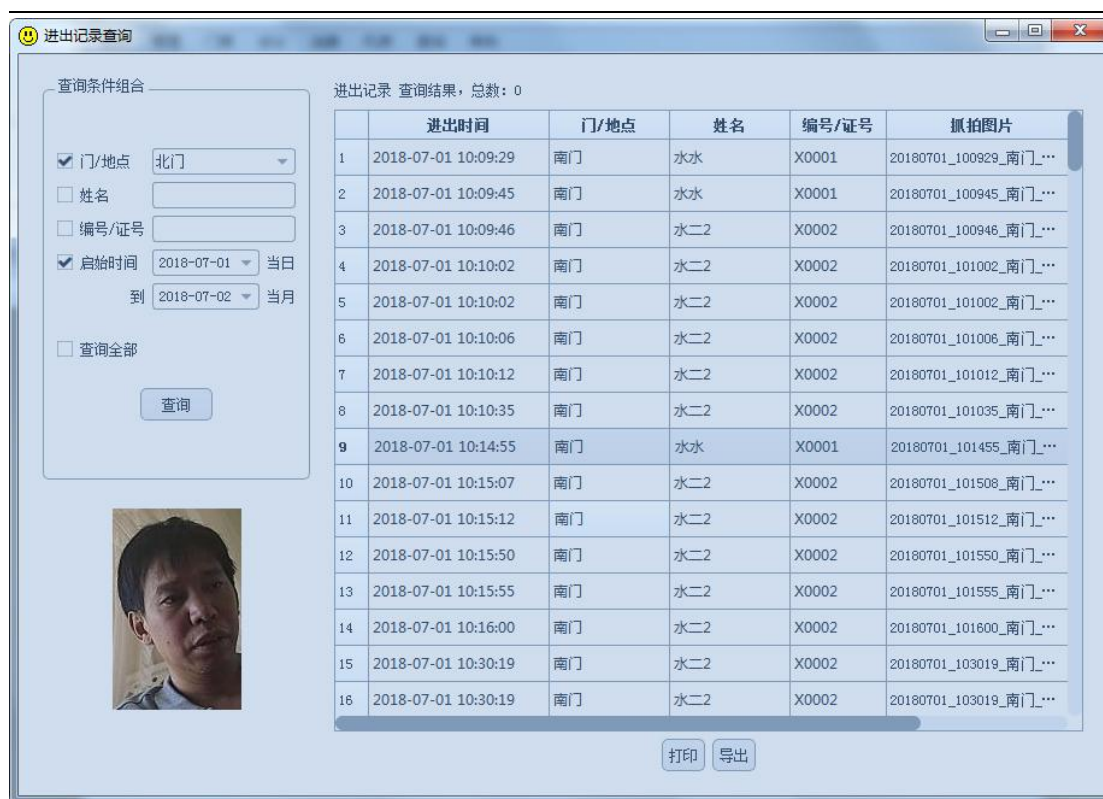 进出记录查询
查询条件组合
门/地点 北门
姓名
编号/证号
启始时间 2018-07-01 当日
到 2018-07-02 当月
查询全部
查询
进出记录 查询结果，总数：0
进出时间 门/地点 姓名 编号/证号 抓拍图片
1 2018-07-01 10:09:29 南门 水水 X0001 20180701_100929_南门_…
2 2018-07-01 10:09:45 南门 水水 X0001 20180701_100945_南门_…
3 2018-07-01 10:09:46 南门 水二2 X0002 20180701_100946_南门_…
4 2018-07-01 10:10:02 南门 水二2 X0002 20180701_101002_南门_…
5 2018-07-01 10:10:02 南门 水二2 X0002 20180701_101002_南门_…
6 2018-07-01 10:10:06 南门 水二2 X0002 20180701_101006_南门_…
7 2018-07-01 10:10:12 南门 水二2 X0002 20180701_101012_南门_…
8 2018-07-01 10:10:35 南门 水二2 X0002 20180701_101035_南门_…
9 2018-07-01 10:14:55 南门 水水 X0001 20180701_101455_南门_…
10 2018-07-01 10:15:07 南门 水二2 X0002 20180701_101508_南门_…
11 2018-07-01 10:15:12 南门 水二2 X0002 20180701_101512_南门_…
12 2018-07-01 10:15:50 南门 水二2 X0002 20180701_101550_南门_…
13 2018-07-01 10:15:55 南门 水二2 X0002 20180701_101555_南门_…
14 2018-07-01 10:16:00 南门 水二2 X0002 20180701_101600_南门_…
15 2018-07-01 10:30:19 南门 水二2 X0002 20180701_103019_南门_…
16 2018-07-01 10:30:19 南门 水二2 X0002 20180701_103019_南门_…
打印 导出